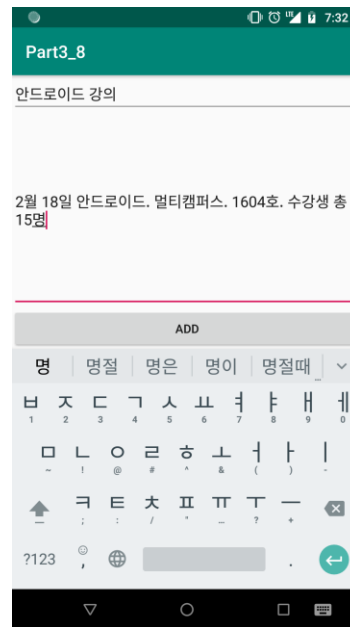 LTE 7:32
Part3_8
안드로이드 강의
2월 18일 안드로이드. 멀티캠퍼스. 1604호. 수강생 총
15명
ADD
명 명절 명은 명이 명절때
ㅂ ㅈ ㄷ ㄱ ㅅ ㅛ ㅕ ㅑ ㅐ ㅔ
1 2 3 4 5 6 7 8 9 0
ㅁ ㄴ ㅇ ㄹ ㅎ ㅗ ㅓ ㅏ ㅣ
~ ! @ # ^ & ( ) -
ㅋ ㅌ ㅊ ㅍ ㅠ ㅜ ㅡ
; : / " _ ? +
?123 , .